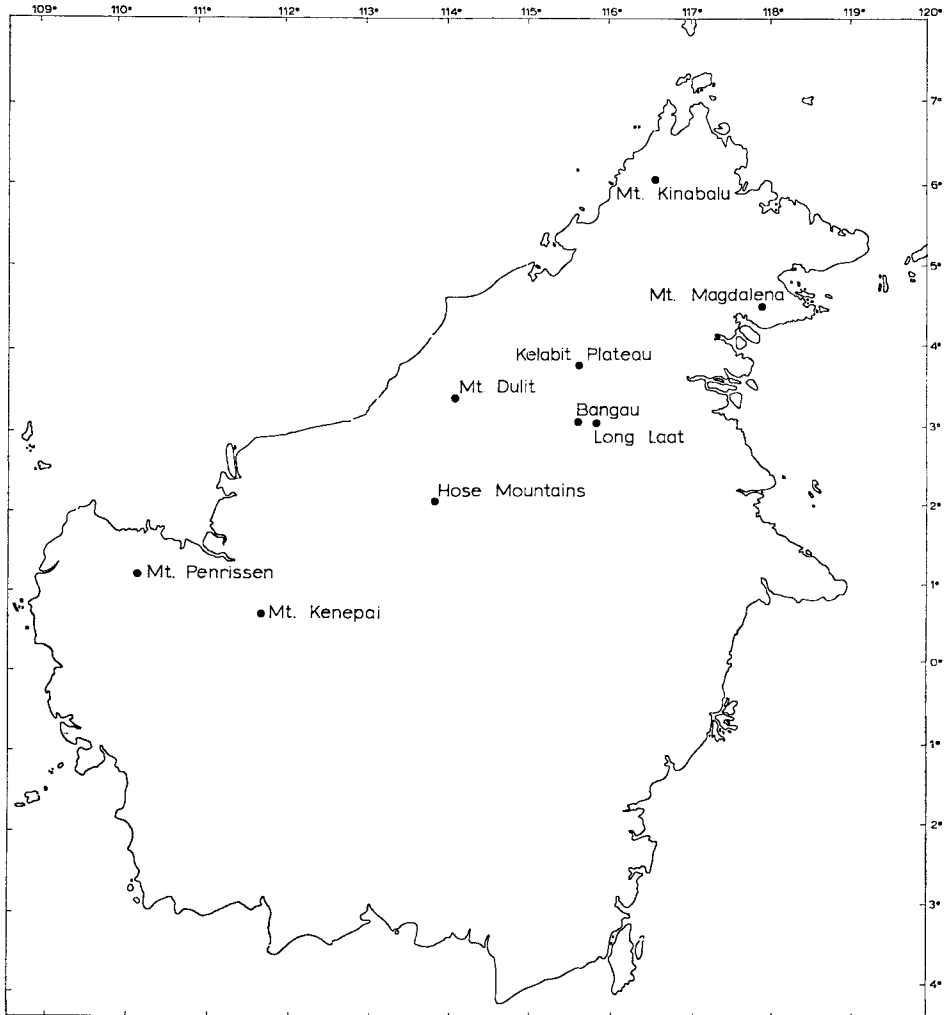 109° 110° 111° 112° 113° 114° 115° 116° 117° 118° 119° 120°
7°
6°
Mt. Kinabalu
5°
Mt. Magdalena
4°
Kelabit Plateau
Mt. Dulit
Bangau
3°
Long Laat
Hose Mountains
2°
Mt. Penrissen
1°
Mt. Kenepai
0°
1°
2°
3°
4°